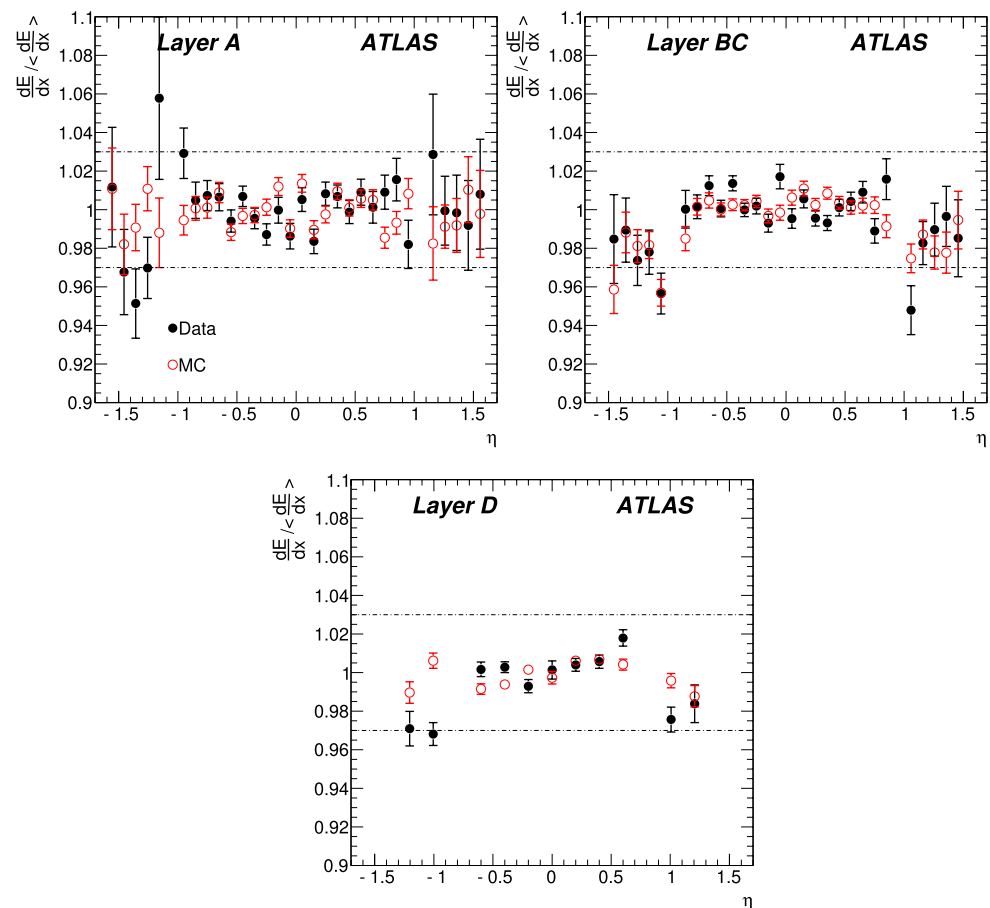 Layer A ATLAS
dE/dx / < dE/dx >
1.1
1.08
1.06
1.04
1.02
1
0.98
0.96
0.94
0.92
0.9
Data
MC
- 1.5 - 1 - 0.5 0 0.5 1 1.5
η
Layer BC ATLAS
dE/dx / < dE/dx >
1.1
1.08
1.06
1.04
1.02
1
0.98
0.96
0.94
0.92
0.9
- 1.5 - 1 - 0.5 0 0.5 1 1.5
η
Layer D ATLAS
dE/dx / < dE/dx >
1.1
1.08
1.06
1.04
1.02
1
0.98
0.96
0.94
0.92
0.9
- 1.5 - 1 - 0.5 0 0.5 1 1.5
η